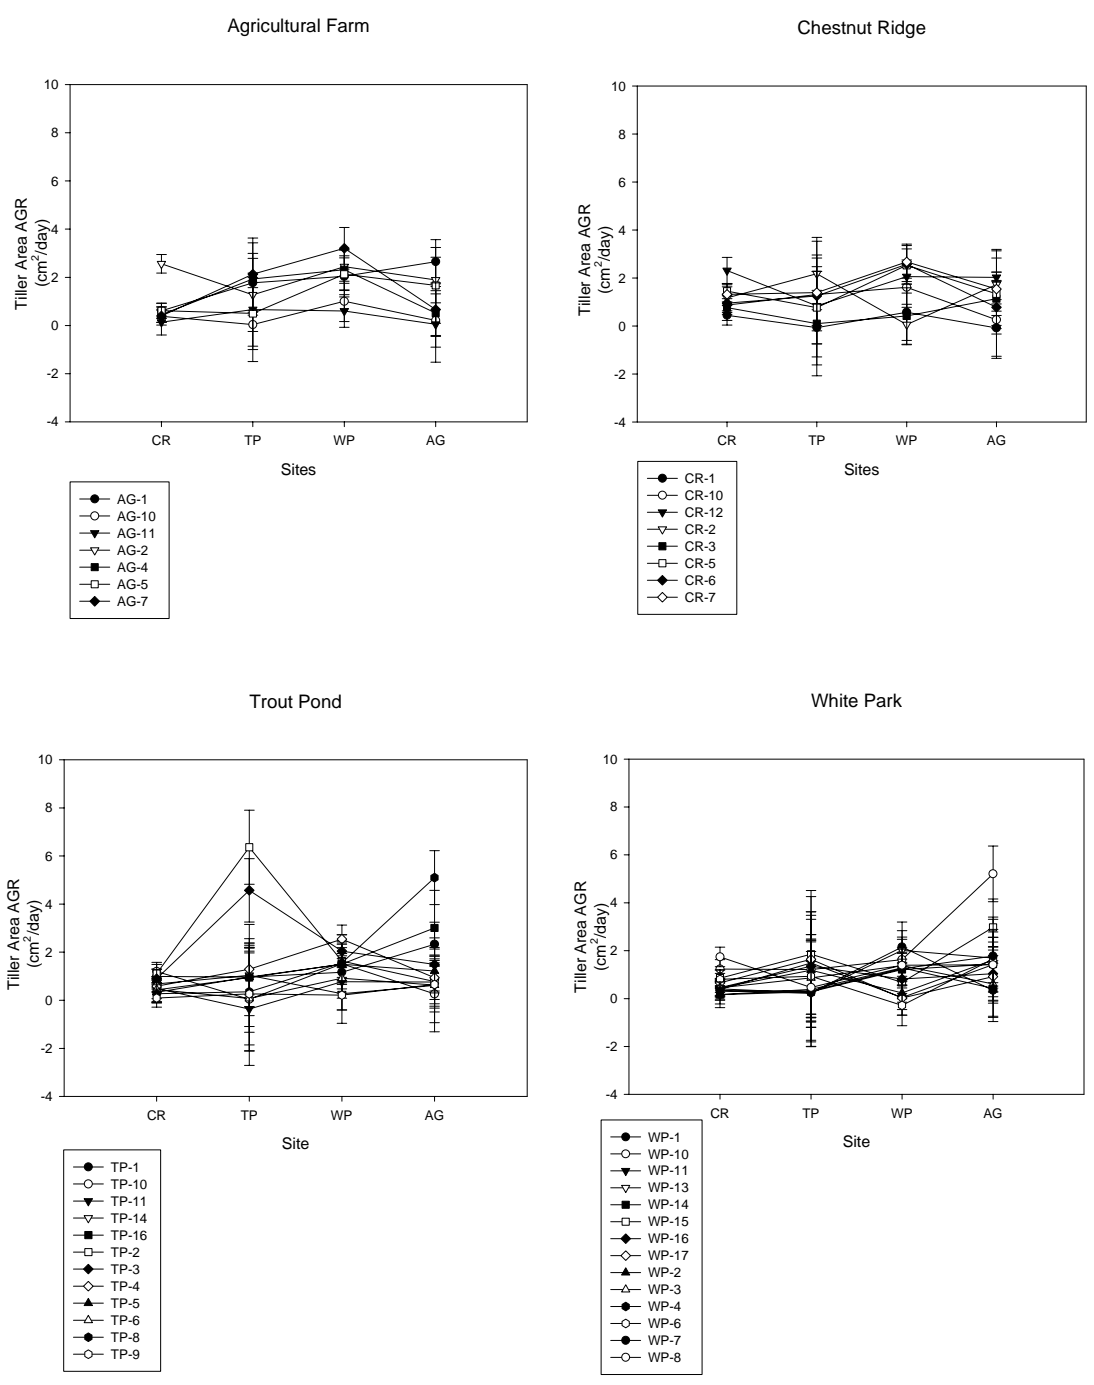 Agricultural Farm
Tiller Area AGR
(cm²/day)
10
8
6
4
2
0
-2
-4
CR TP WP AG
Sites
AG-1
AG-10
AG-11
AG-2
AG-4
AG-5
AG-7
Chestnut Ridge
Tiller Area AGR
(cm²/day)
10
8
6
4
2
0
-2
-4
CR TP WP AG
Sites
CR-1
CR-10
CR-12
CR-2
CR-3
CR-5
CR-6
CR-7
Trout Pond
Tiller Area AGR
(cm²/day)
10
8
6
4
2
0
-2
-4
CR TP WP AG
Site
TP-1
TP-10
TP-11
TP-14
TP-16
TP-2
TP-3
TP-4
TP-5
TP-6
TP-8
TP-9
White Park
Tiller Area AGR
(cm²/day)
10
8
6
4
2
0
-2
-4
CR TP WP AG
Site
WP-1
WP-10
WP-11
WP-13
WP-14
WP-15
WP-16
WP-17
WP-2
WP-3
WP-4
WP-6
WP-7
WP-8